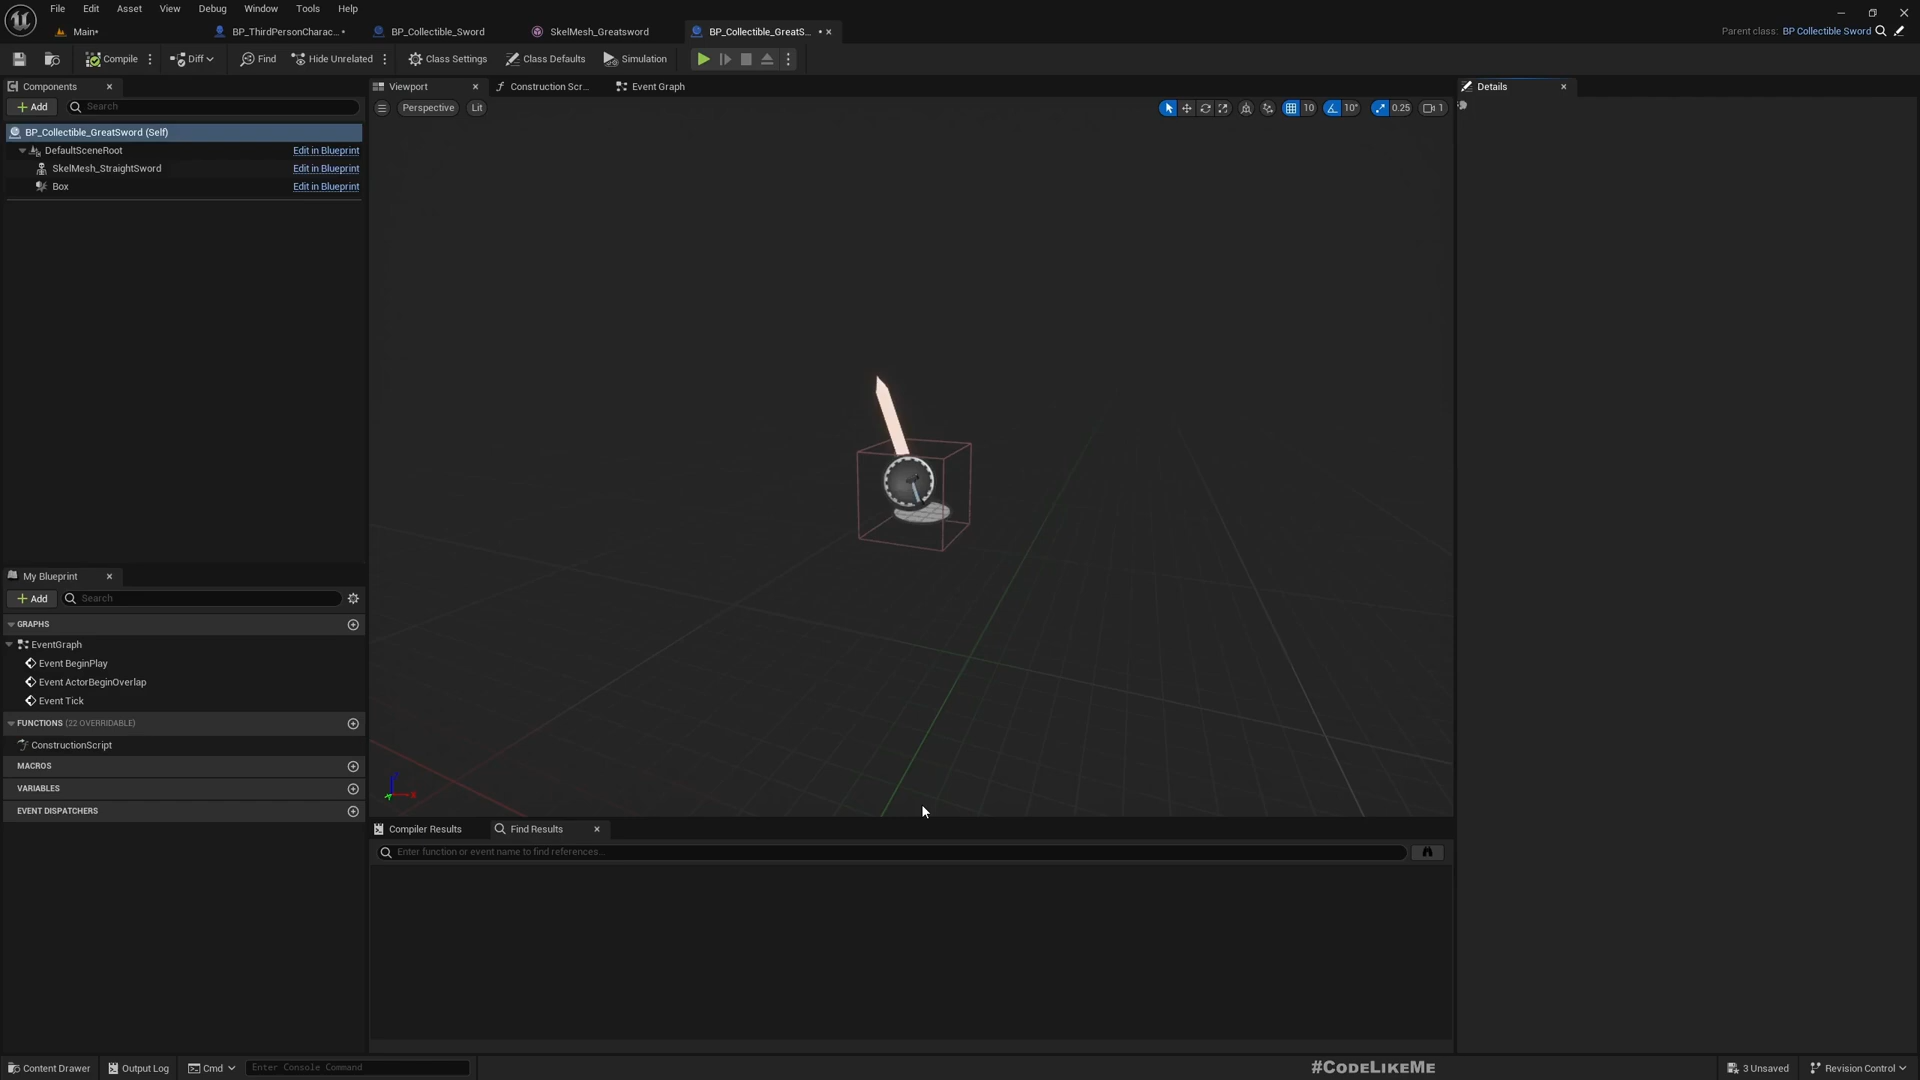 File Edit Asset View Debug Window Tools Help
Main•
BP_ThirdPersonCharac...•
BP_Collectible_Sword
SkelMesh_Greatsword
BP_Collectible_GreatS... •
Parent class: BP Collectible Sword
Compile
Diff
Find
Hide Unrelated
Class Settings
Class Defaults
Simulation
Components
Viewport
Construction Scr...
Event Graph
Details
Add
Search
Perspective
Lit
10
10°
0.25
1
BP_Collectible_GreatSword (Self)
DefaultSceneRoot Edit in Blueprint
SkelMesh_StraightSword Edit in Blueprint
Box Edit in Blueprint
My Blueprint
Add
Search
GRAPHS
EventGraph
Event BeginPlay
Event ActorBeginOverlap
Event Tick
FUNCTIONS (22 OVERRIDABLE)
ConstructionScript
MACROS
VARIABLES
EVENT DISPATCHERS
Compiler Results
Find Results
Enter function or event name to find references...
Content Drawer
Output Log
Cmd
Enter Console Command
#CODELIKEME
3 Unsaved
Revision Control